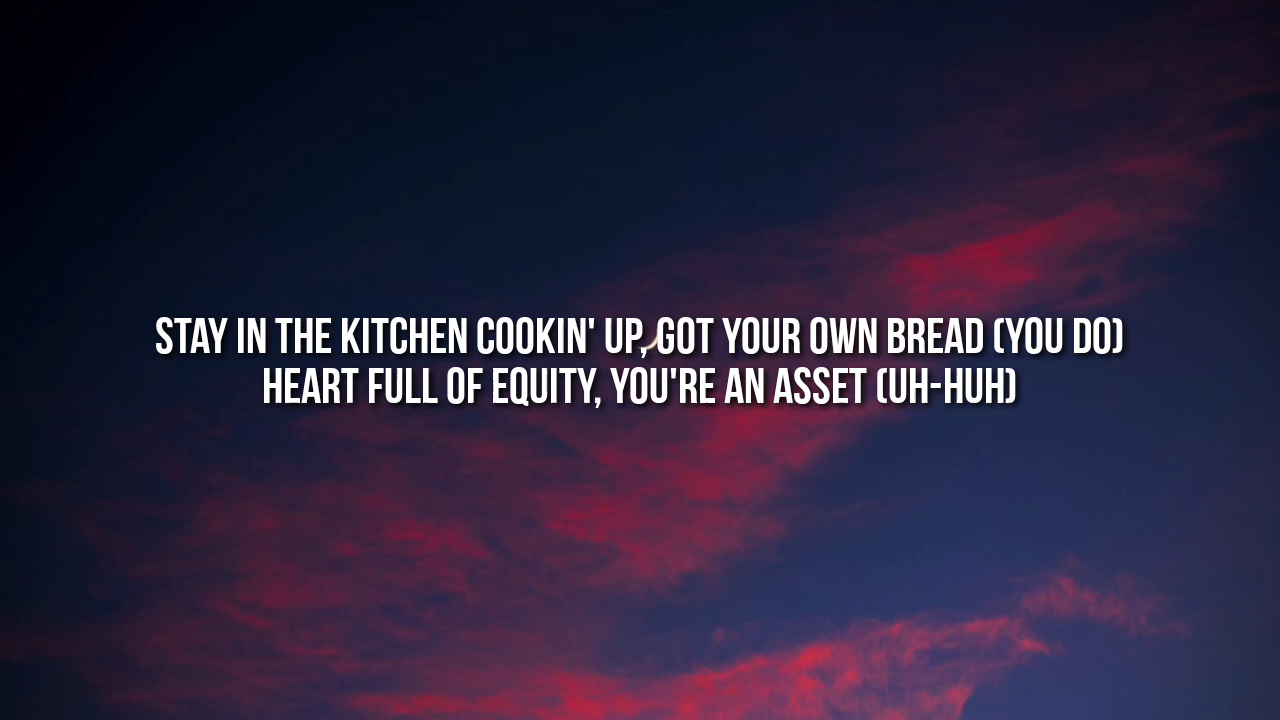 STAY IN THE KITCHEN COOKIN' UP, GOT YOUR OWN BREAD (YOU DO)
HEART FULL OF EQUITY, YOU'RE AN ASSET (UH-HUH)